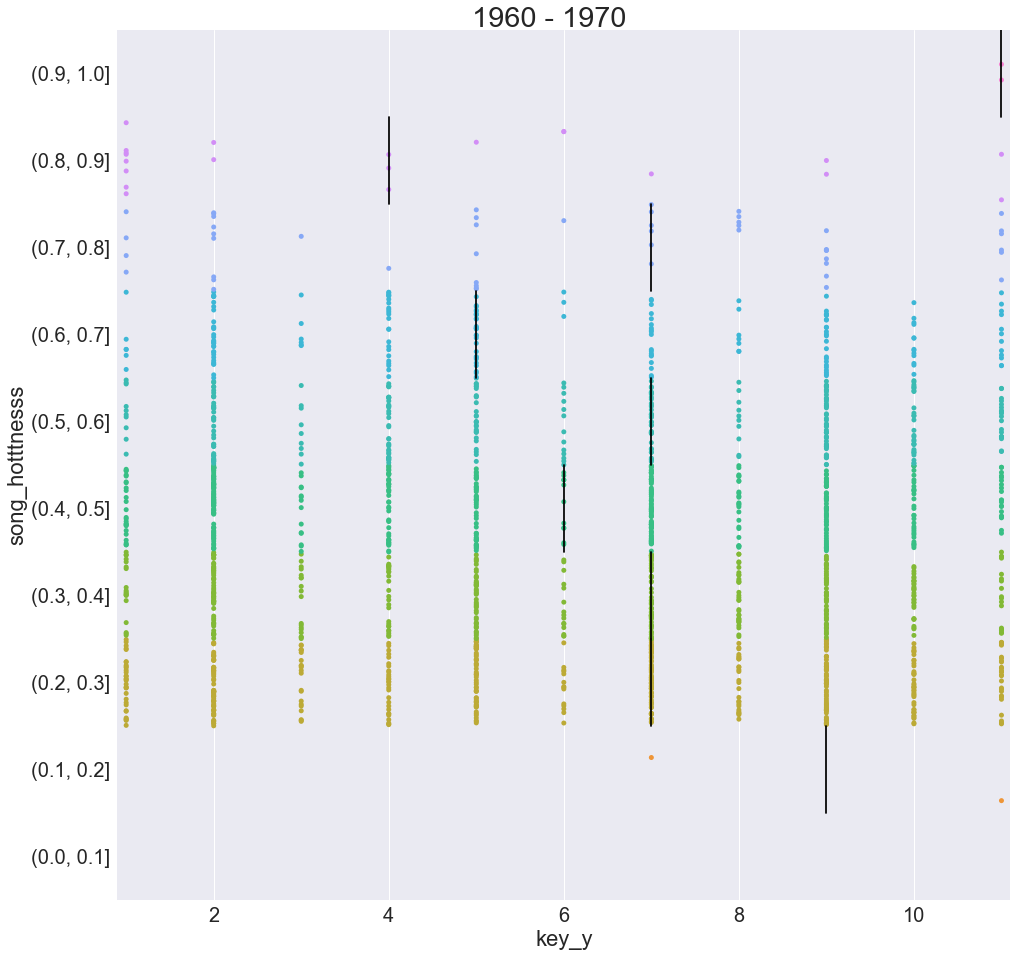 1960 - 1970
song_hotttnesss
(0.9, 1.0]
(0.8, 0.9]
(0.7, 0.8]
(0.6, 0.7]
(0.5, 0.6]
(0.4, 0.5]
(0.3, 0.4]
(0.2, 0.3]
(0.1, 0.2]
(0.0, 0.1]
2 4 6 8 10
key_y